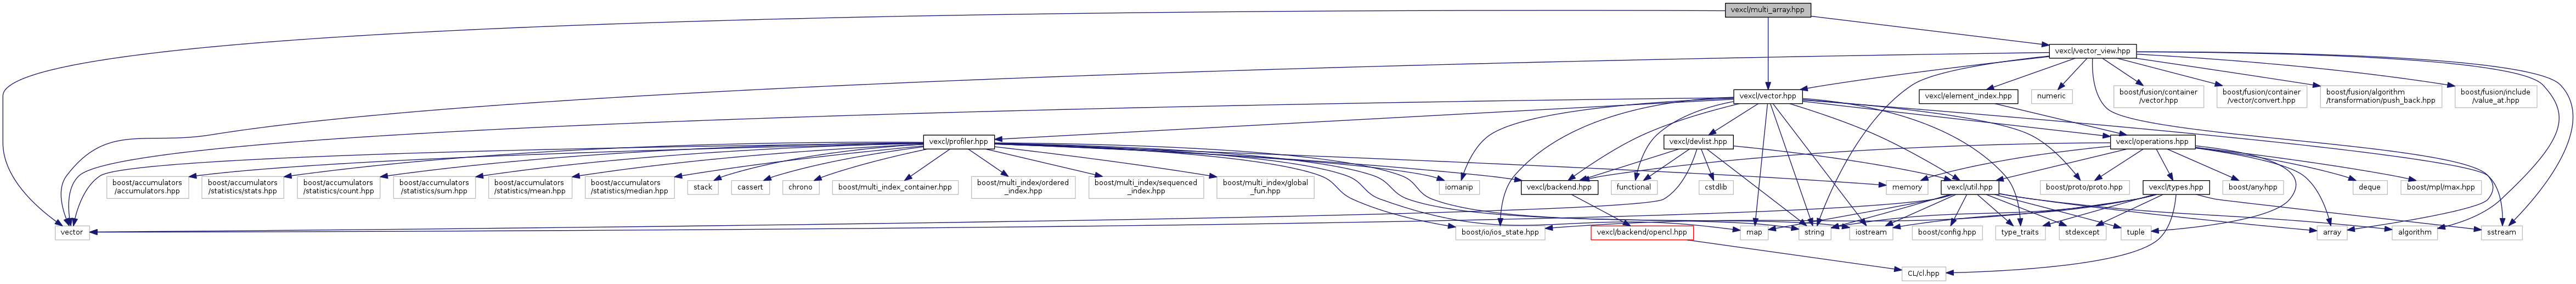 vexcl/multi_array.hpp
vexcl/vector_view.hpp
vexcl/vector.hpp
vexcl/element_index.hpp
numeric
boost/fusion/container
/vector.hpp
boost/fusion/container
/vector/convert.hpp
boost/fusion/algorithm
/transformation/push_back.hpp
boost/fusion/include
/value_at.hpp
vexcl/profiler.hpp
vexcl/devlist.hpp
vexcl/operations.hpp
boost/accumulators
/accumulators.hpp
boost/accumulators
/statistics/stats.hpp
boost/accumulators
/statistics/count.hpp
boost/accumulators
/statistics/sum.hpp
boost/accumulators
/statistics/mean.hpp
boost/accumulators
/statistics/median.hpp
stack
cassert
chrono
boost/multi_index_container.hpp
boost/multi_index/ordered
_index.hpp
boost/multi_index/sequenced
_index.hpp
boost/multi_index/global
_fun.hpp
iomanip
vexcl/backend.hpp
functional
cstdlib
memory
vexcl/util.hpp
boost/proto/proto.hpp
vexcl/types.hpp
boost/any.hpp
deque
boost/mpl/max.hpp
vector
boost/io/ios_state.hpp
vexcl/backend/opencl.hpp
map
string
iostream
boost/config.hpp
type_traits
stdexcept
tuple
array
algorithm
sstream
CL/cl.hpp